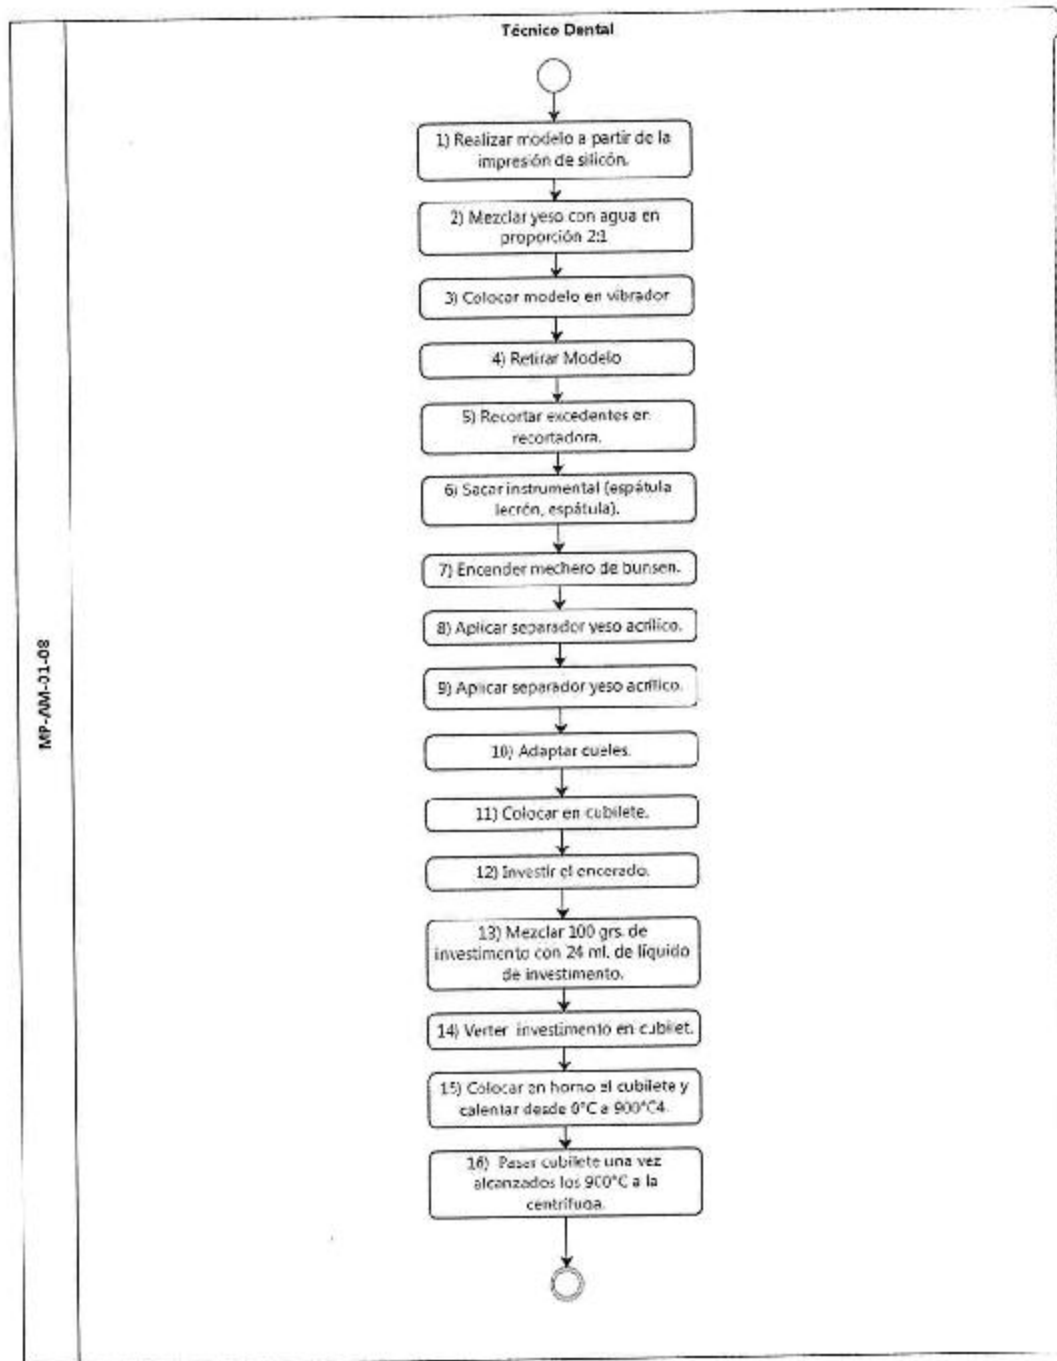 Técnico Dental
1) Realizar modelo a partir de la
impresión de silicón.
2) Mezclar yeso con agua en
proporción 2:1
3) Colocar modelo en vibrador
4) Retirar Modelo
5) Recortar excedentes en
recortadora.
6) Sacar instrumental (espátula
lecrón, espátula).
7) Encender mechero de bunsen.
8) Aplicar separador yeso acrílico.
9) Aplicar separador yeso acrílico.
10) Adaptar cueles.
11) Colocar en cubilete.
12) Investir el encerado.
13) Mezclar 100 grs. de
investimento con 24 ml. de líquido
de investimento.
14) Verter investimento en cubilet.
15) Colocar en horno el cubilete y
calentar desde 0°C a 900°C4.
16) Pasar cubilete una vez
alcanzados los 900°C a la
centrífuga.
MP-AM-01-08